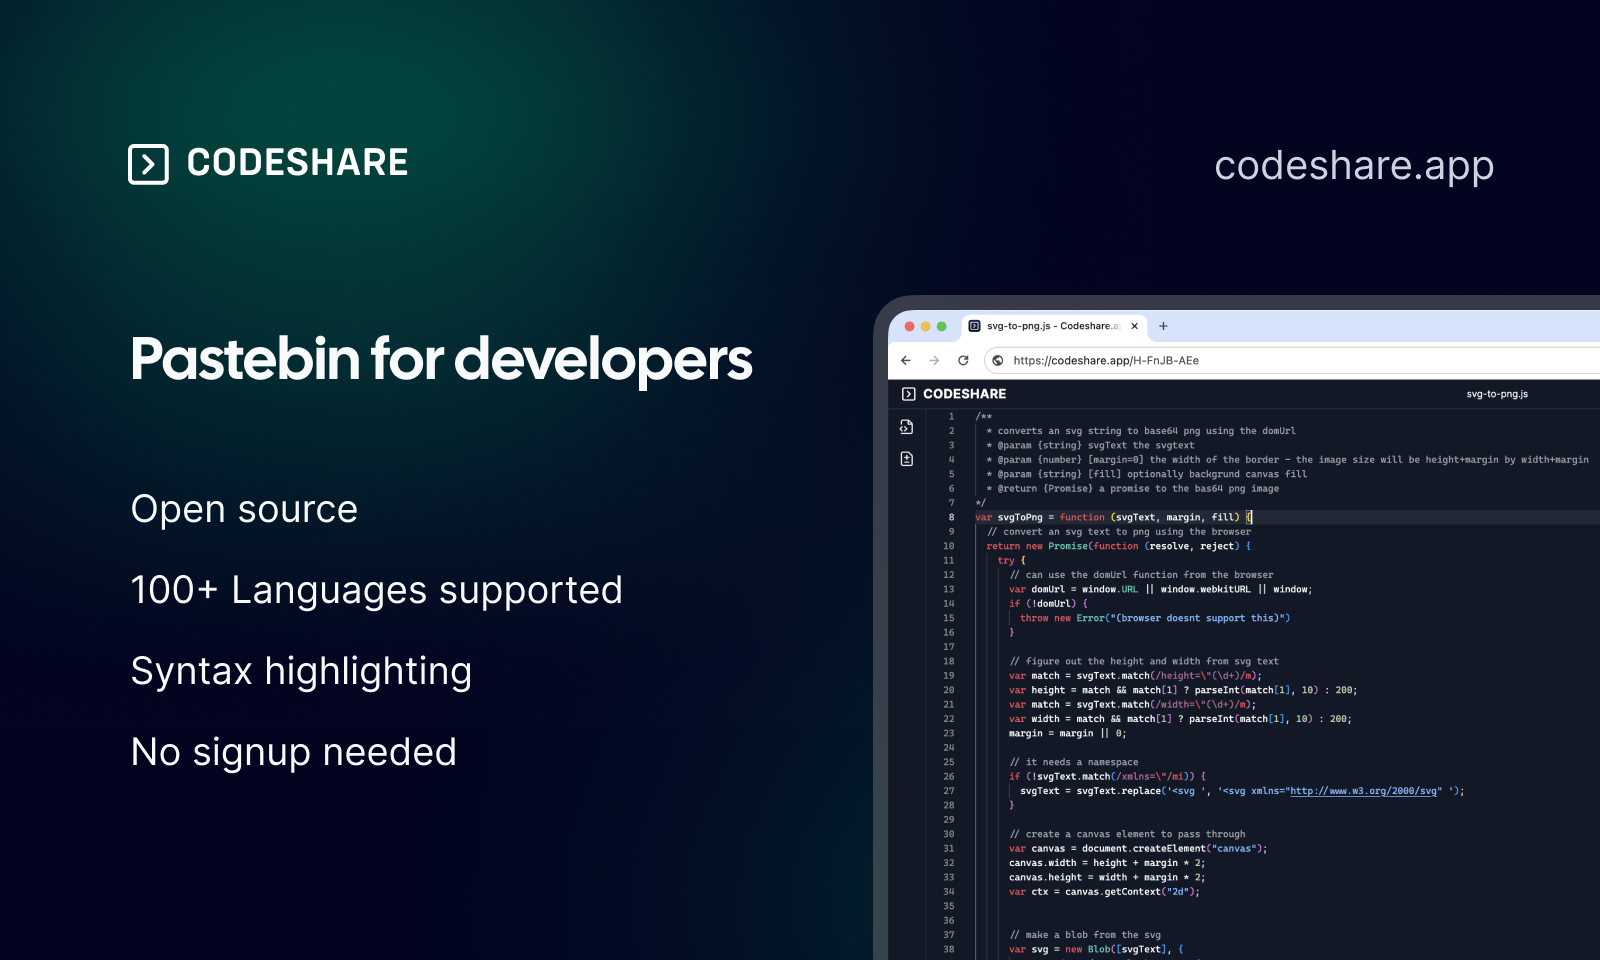 CODESHARE
codeshare.app
Pastebin for developers
Open source
100+ Languages supported
Syntax highlighting
No signup needed
svg-to-png.js - Codeshare.a
https://codeshare.app/H-FnJB-AEe
CODESHARE
svg-to-png.js
1 /**
2 * converts an svg string to base64 png using the domUrl
3 * @param {string} svgText the svgtext
4 * @param {number} [margin=0] the width of the border - the image size will be height+margin by width+margin
5 * @param {string} [fill] optionally backgrund canvas fill
6 * @return {Promise} a promise to the bas64 png image
7 */
8 var svgToPng = function (svgText, margin, fill) {
9 // convert an svg text to png using the browser
10 return new Promise(function (resolve, reject) {
11 try {
12 // can use the domUrl function from the browser
13 var domUrl = window.URL || window.webkitURL || window;
14 if (!domUrl) {
15 throw new Error("(browser doesnt support this)")
16 }
17
18 // figure out the height and width from svg text
19 var match = svgText.match(/height=\"(\d+)/m);
20 var height = match && match[1] ? parseInt(match[1], 10) : 200;
21 var match = svgText.match(/width=\"(\d+)/m);
22 var width = match && match[1] ? parseInt(match[1], 10) : 200;
23 margin = margin || 0;
24
25 // it needs a namespace
26 if (!svgText.match(/xmlns=\"/mi)) {
27 svgText = svgText.replace('<svg ', '<svg xmlns="http://www.w3.org/2000/svg" ');
28 }
29
30 // create a canvas element to pass through
31 var canvas = document.createElement("canvas");
32 canvas.width = height + margin * 2;
33 canvas.height = width + margin * 2;
34 var ctx = canvas.getContext("2d");
35
36
37 // make a blob from the svg
38 var svg = new Blob([svgText], {